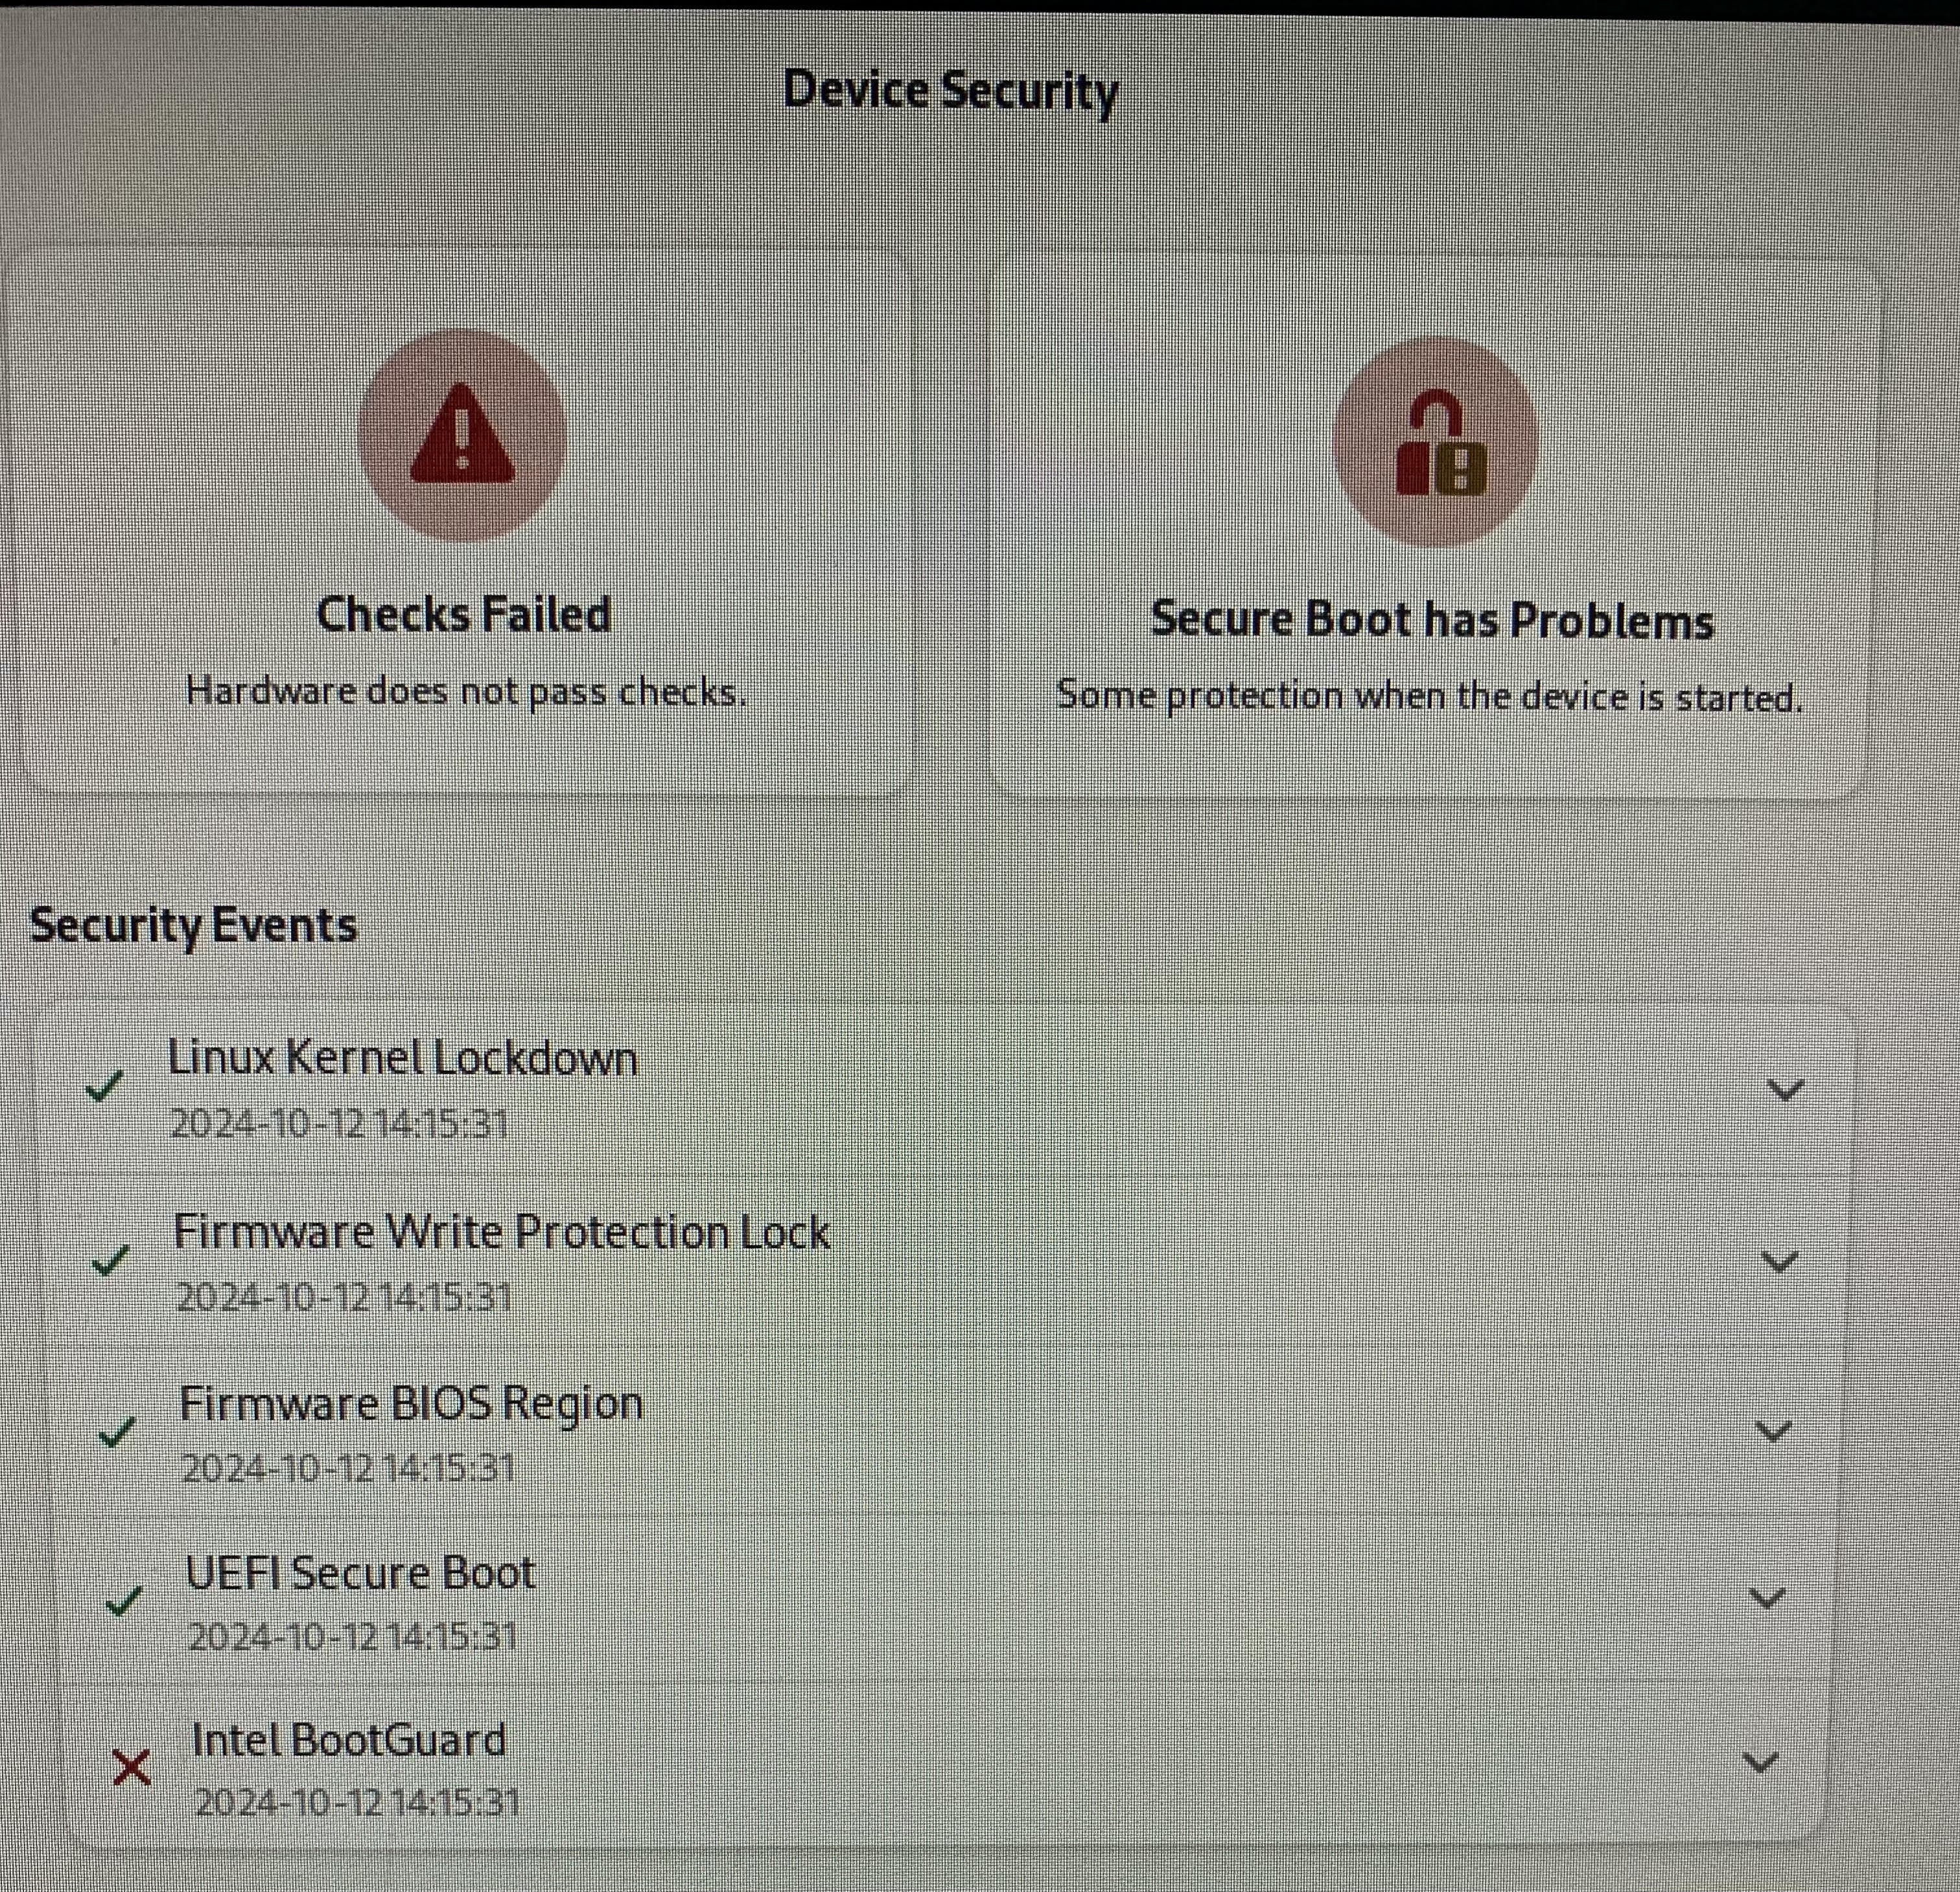 Device Security
Checks Failed
Hardware does not pass checks.
Secure Boot has Problems
Some protection when the device is started.
Security Events
Linux Kernel Lockdown
2024-10-12 14:15:31
Firmware Write Protection Lock
2024-10-12 14:15:31
Firmware BIOS Region
2024-10-12 14:15:31
UEFI Secure Boot
2024-10-12 14:15:31
Intel BootGuard
2024-10-12 14:15:31